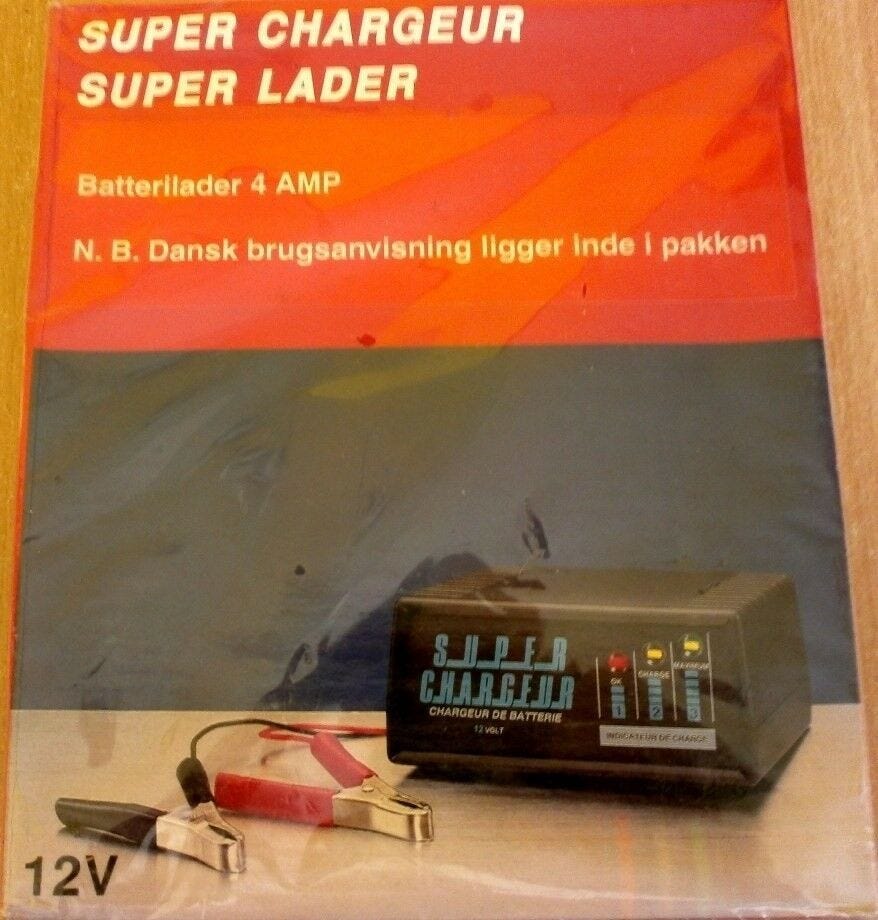 SUPER CHARGEUR
SUPER LADER
Batterilader 4 AMP
N. B. Dansk brugsanvisning ligger inde i pakken
SUPER
CHARGEUR
CHARGEUR DE BATTERIE
12 VOLT
OK
CHARGE
MAXIMUM
1
2
3
INDICATEUR DE CHARGE
12V